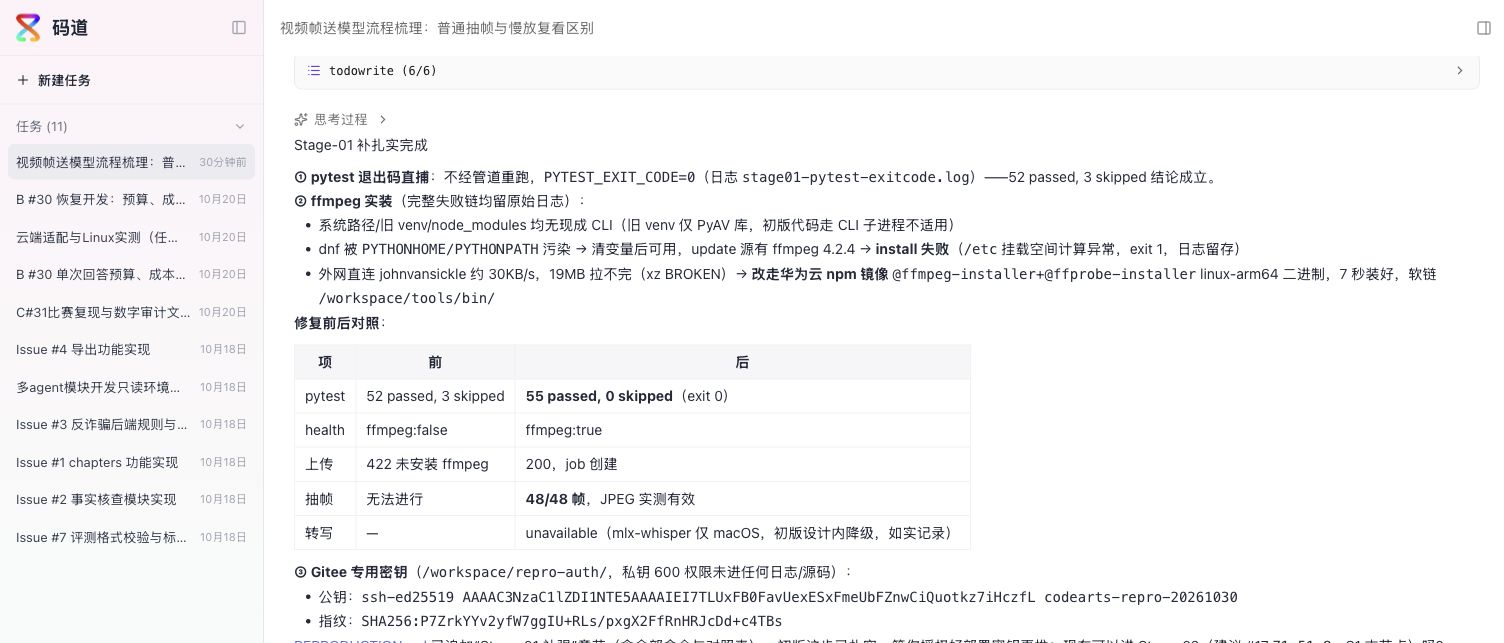 码道
新建任务
任务 (11)
视频帧送模型流程梳理：普... 30分钟前
B #30 恢复开发：预算、成... 10月20日
云端适配与Linux实测（任... 10月20日
B #30 单次回答预算、成本... 10月20日
C#31比赛复现与数字审计文... 10月20日
Issue #4 导出功能实现 10月18日
多agent模块开发只读环境... 10月18日
Issue #3 反诈骗后端规则与... 10月18日
Issue #1 chapters 功能实现 10月18日
Issue #2 事实核查模块实现 10月18日
Issue #7 评测格式校验与标... 10月18日
视频帧送模型流程梳理：普通抽帧与慢放复看区别
todowrite (6/6)
思考过程
Stage-01 补扎实完成
① pytest 退出码直捕：不经管道重跑，PYTEST_EXIT_CODE=0（日志 stage01-pytest-exitcode.log）——52 passed, 3 skipped 结论成立。
② ffmpeg 实装（完整失败链均留原始日志）：
• 系统路径/旧 venv/node_modules 均无现成 CLI（旧 venv 仅 PyAV 库，初版代码走 CLI 子进程不适用）
• dnf 被 PYTHONHOME/PYTHONPATH 污染 → 清变量后可用，update 源有 ffmpeg 4.2.4 → install 失败（/etc 挂载空间计算异常，exit 1，日志留存）
• 外网直连 johnvansickle 约 30KB/s，19MB 拉不完（xz BROKEN）→ 改走华为云 npm 镜像 @ffmpeg-installer+@ffprobe-installer linux-arm64 二进制，7 秒装好，软链
/workspace/tools/bin/
修复前后对照：
项 前 后
pytest 52 passed, 3 skipped 55 passed, 0 skipped（exit 0）
health ffmpeg:false ffmpeg:true
上传 422 未安装 ffmpeg 200，job 创建
抽帧 无法进行 48/48 帧，JPEG 实测有效
转写 — unavailable（mlx-whisper 仅 macOS，初版设计内降级，如实记录）
③ Gitee 专用密钥（/workspace/repro-auth/，私钥 600 权限未进任何日志/源码）：
• 公钥：ssh-ed25519 AAAAC3NzaC1lZDI1NTE5AAAAIEI7TLUxFB0FavUexESxFmeUbFZnwCiQuotkz7iHczfL codearts-repro-20261030
• 指纹：SHA256:P7ZrkYYv2yfW7ggIU+RLs/pxgX2FfRnHRJcDd+c4TBs